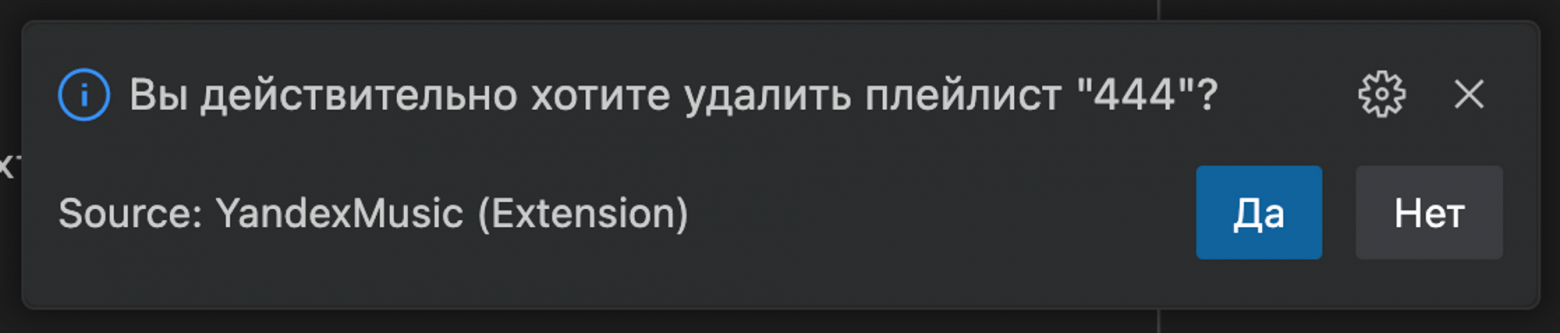 Вы действительно хотите удалить плейлист "444"?
Source: YandexMusic (Extension)
Да
Нет